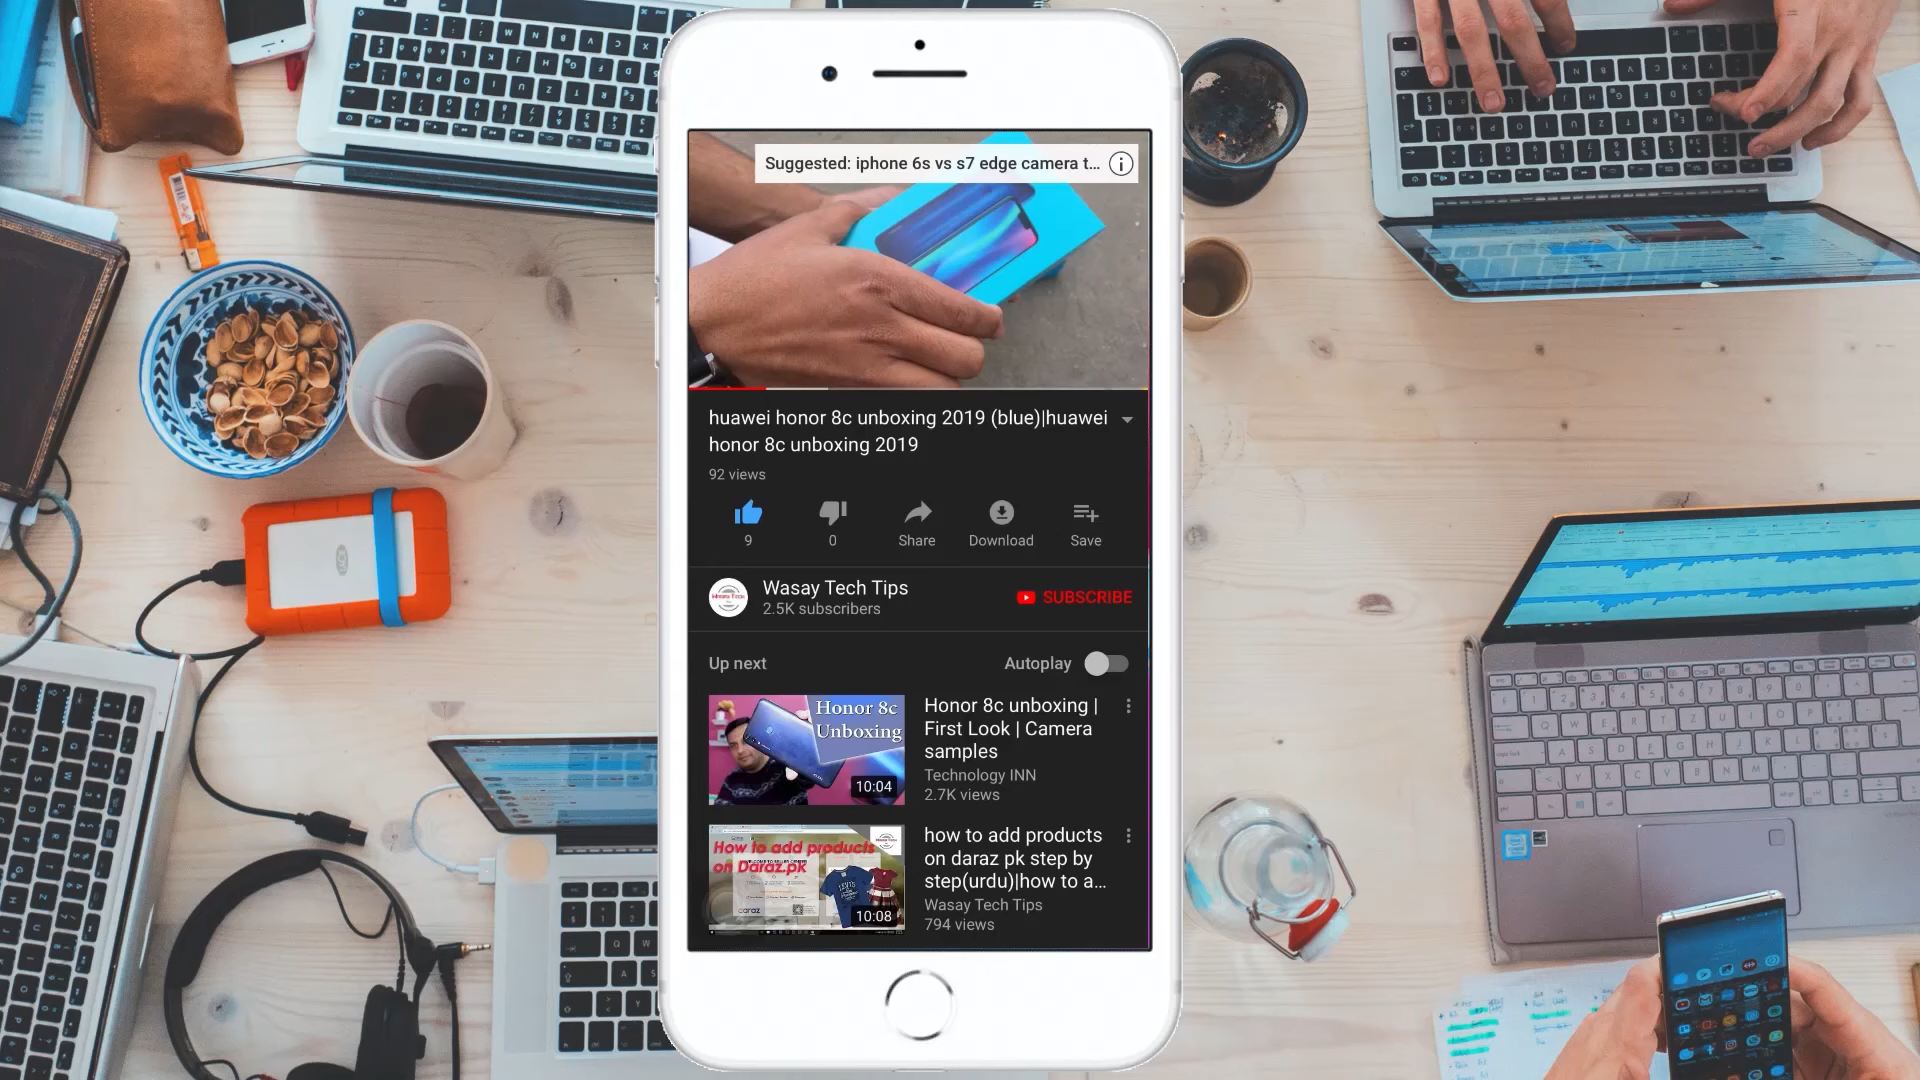 Suggested: iphone 6s vs s7 edge camera t...
huawei honor 8c unboxing 2019 (blue)|huawei
honor 8c unboxing 2019
92 views
9
0
Share
Download
Save
Wasay Tech Tips
2.5K subscribers
SUBSCRIBE
Up next
Autoplay
Honor 8c
Unboxing
10:04
Honor 8c unboxing |
First Look | Camera
samples
Technology INN
2.7K views
How to add products
on Daraz.pk
daraz
10:08
how to add products
on daraz pk step by
step(urdu)|how to a...
Wasay Tech Tips
794 views